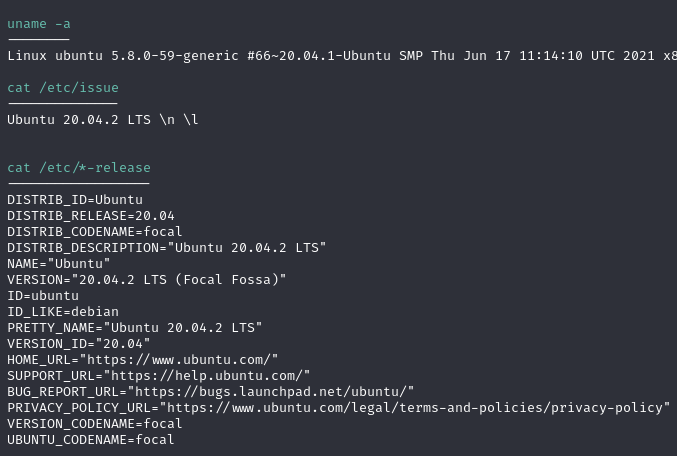 uname -a
--------
Linux ubuntu 5.8.0-59-generic #66~20.04.1-Ubuntu SMP Thu Jun 17 11:14:10 UTC 2021 x8
cat /etc/issue
--------------
Ubuntu 20.04.2 LTS \n \l
cat /etc/*-release
------------------
DISTRIB_ID=Ubuntu
DISTRIB_RELEASE=20.04
DISTRIB_CODENAME=focal
DISTRIB_DESCRIPTION="Ubuntu 20.04.2 LTS"
NAME="Ubuntu"
VERSION="20.04.2 LTS (Focal Fossa)"
ID=ubuntu
ID_LIKE=debian
PRETTY_NAME="Ubuntu 20.04.2 LTS"
VERSION_ID="20.04"
HOME_URL="https://www.ubuntu.com/"
SUPPORT_URL="https://help.ubuntu.com/"
BUG_REPORT_URL="https://bugs.launchpad.net/ubuntu/"
PRIVACY_POLICY_URL="https://www.ubuntu.com/legal/terms-and-policies/privacy-policy"
VERSION_CODENAME=focal
UBUNTU_CODENAME=focal